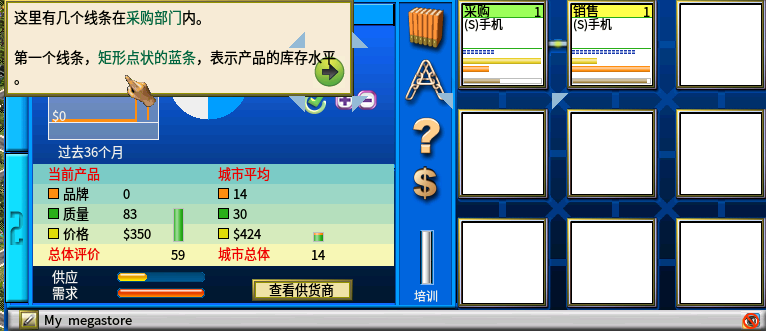 这里有几个线条在采购部门内。
第一个线条，矩形点状的蓝条，表示产品的库存水平
。
采购 1
(S)手机
销售 1
(S)手机
$0
过去36个月
当前产品 城市平均
品牌 0 14
质量 83 30
价格 $350 $424
总体评价 59 城市总体 14
供应
需求
查看供货商
培训
My megastore